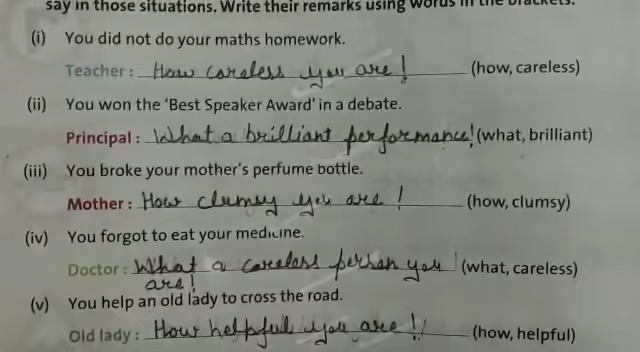 say in those situations. Write their remarks using words in the brackets.
(i) You did not do your maths homework.
Teacher : How careless you are! (how, careless)
(ii) You won the 'Best Speaker Award' in a debate.
Principal : What a brilliant performance! (what, brilliant)
(iii) You broke your mother's perfume bottle.
Mother : How clumsy you are! (how, clumsy)
(iv) You forgot to eat your medicine.
Doctor : What a careless person you (what, careless)
are!
(v) You help an old lady to cross the road.
Old lady : How helpful you are! (how, helpful)